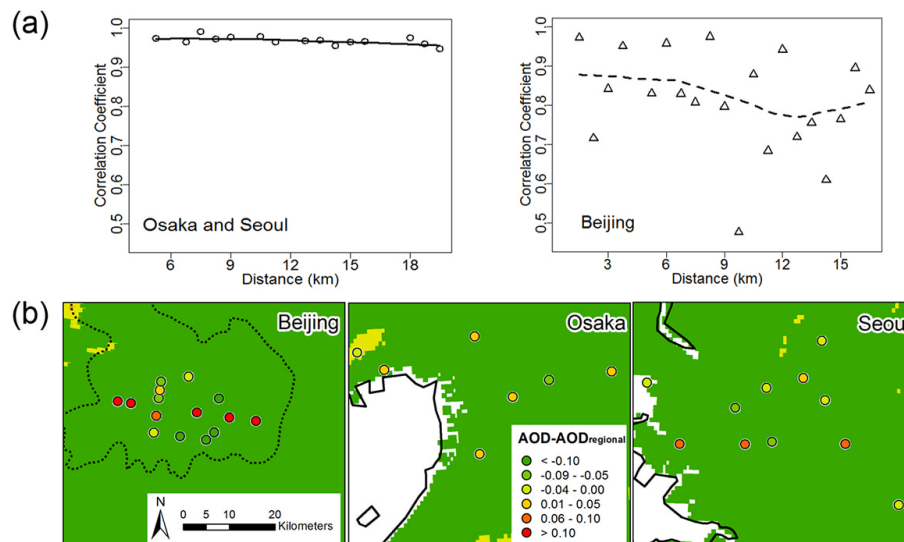 (a)
Correlation Coefficient
1.0
0.9
0.8
0.7
0.6
0.5
Osaka and Seoul
6 9 12 15 18
Distance (km)
Correlation Coefficient
1.0
0.9
0.8
0.7
0.6
0.5
Beijing
3 6 9 12 15
Distance (km)
(b)
Beijing
N
0 5 10 20
Kilometers
Osaka
AOD-AODregional
< -0.10
-0.09 - -0.05
-0.04 - 0.00
0.01 - 0.05
0.06 - 0.10
> 0.10
Seoul